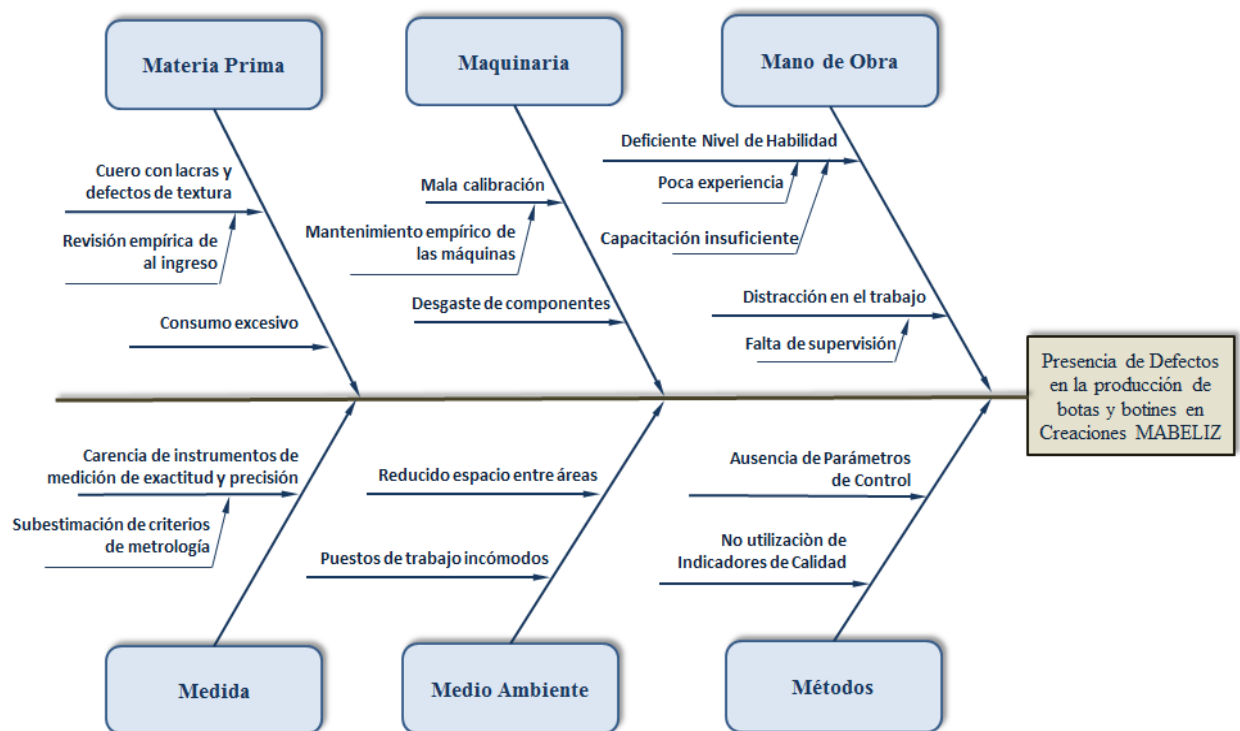 Materia Prima
Maquinaria
Mano de Obra
Cuero con lacras y
defectos de textura
Revisión empírica de
al ingreso
Consumo excesivo
Mala calibración
Mantenimiento empírico de
las máquinas
Desgaste de componentes
Deficiente Nivel de Habilidad
Poca experiencia
Capacitación insuficiente
Distracción en el trabajo
Falta de supervisión
Presencia de Defectos
en la producción de
botas y botines en
Creaciones MABELIZ
Carencia de instrumentos de
medición de exactitud y precisión
Subestimación de criterios
de metrología
Reducido espacio entre áreas
Puestos de trabajo incómodos
Ausencia de Parámetros
de Control
No utilizaciòn de
Indicadores de Calidad
Medida
Medio Ambiente
Métodos